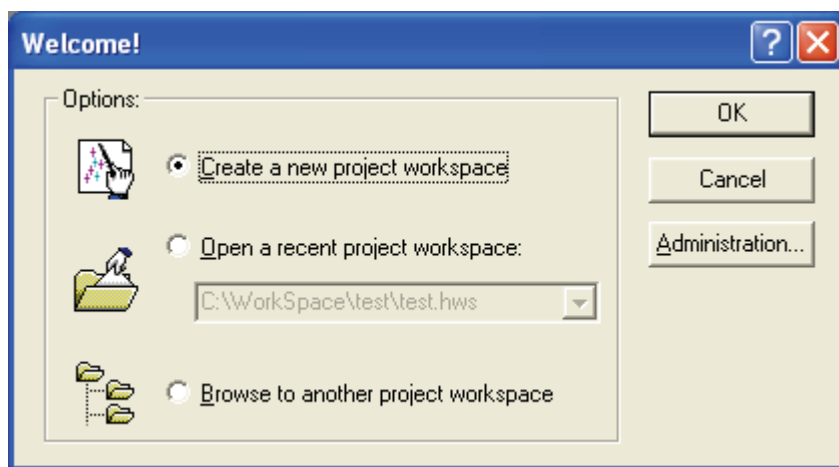 Welcome!
Options:
Create a new project workspace
Open a recent project workspace:
C:\WorkSpace\test\test.hws
Browse to another project workspace
OK
Cancel
Administration...